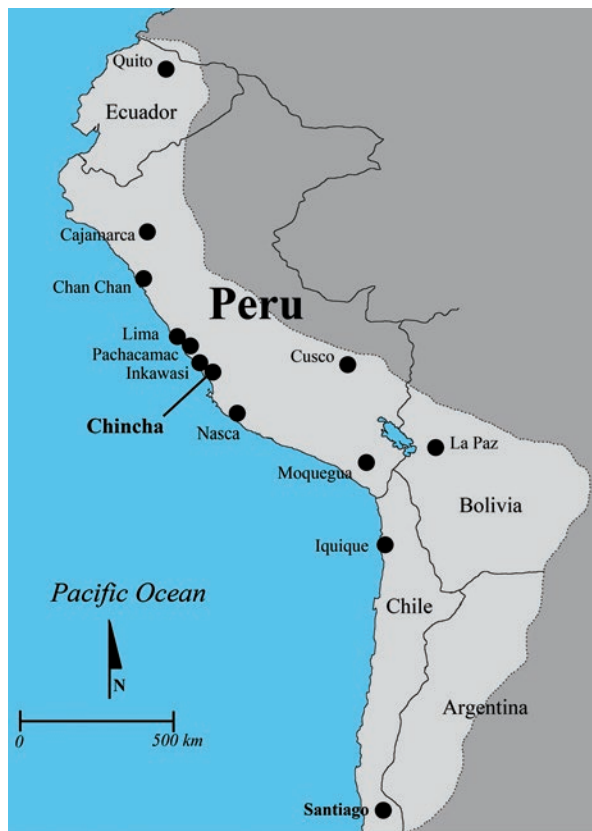 Quito
Ecuador
Cajamarca
Chan Chan
Peru
Lima
Pachacamac
Inkawasi
Cusco
Chincha
Nasca
La Paz
Moquegua
Bolivia
Iquique
Pacific Ocean
Chile
N
Argentina
0 500 km
Santiago